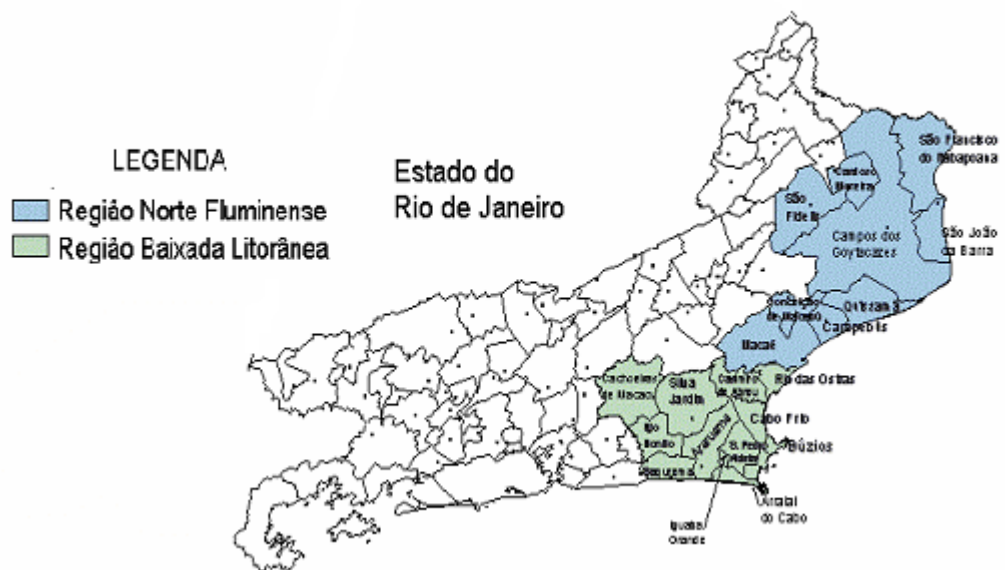 LEGENDA
Região Norte Fluminense
Região Baixada Litorânea
Estado do
Rio de Janeiro
São Francisco
do Itabapoana
Cardoso
Moreira
São
Fidelis
Campos dos
Goytacazes
São João
da Barra
Conceição
de Macabu
Quissamã
Carapebus
Macaé
Cachoeiras
de Macacu
Silva
Jardim
Casimiro
de Abreu
Rio das Ostras
Cabo Frio
Búzios
Rio
Bonito
Araruama
S. Pedro
Aldeia
Saquarema
Arraial
do Cabo
Iguaba
Grande